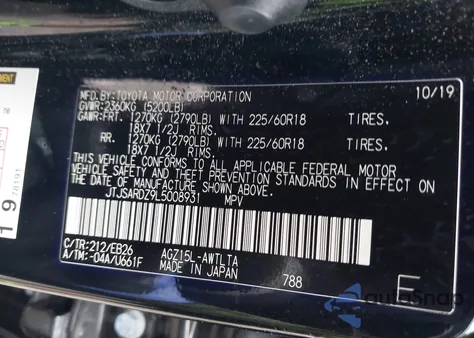 MFD. BY: TOYOTA MOTOR CORPORATION 10/19
GVWR: 2360KG (5200LB)
GAWR: FRT. 1270KG (2790LB) WITH 225/60R18 TIRES.
18X7 1/2J RIMS.
RR. 1270KG (2790LB) WITH 225/60R18 TIRES.
18X7 1/2J RIMS.
THIS VEHICLE CONFORMS TO ALL APPLICABLE FEDERAL MOTOR
VEHICLE SAFETY AND THEFT PREVENTION STANDARDS IN EFFECT ON
THE DATE OF MANUFACTURE SHOWN ABOVE.
JTJSARDZ9L5008931 MPV
C/TR: 212/EB26 AGZ15L-AWTLTA
A/TM: -04A/U661F MADE IN JAPAN 788 E
19 78191
autoSnap